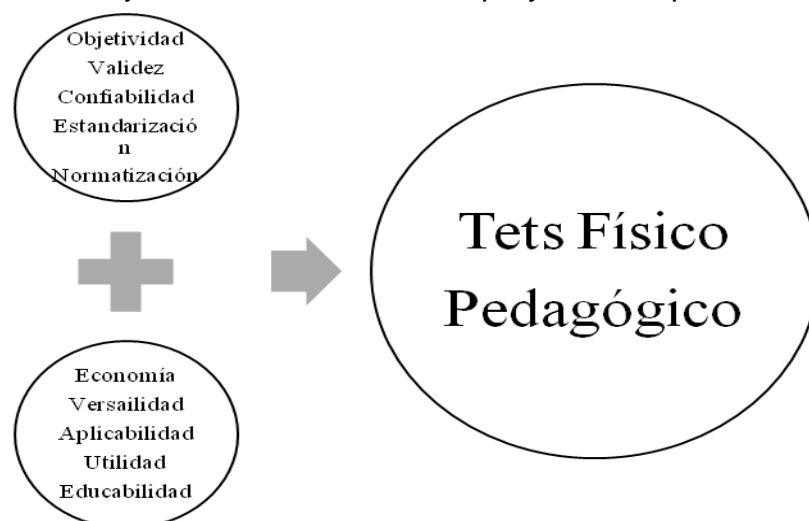 Objetividad
Validez
Confiabilidad
Estandarizació
n
Normatización
Tets Físico
Pedagógico
Economía
Versailidad
Aplicabilidad
Utilidad
Educabilidad